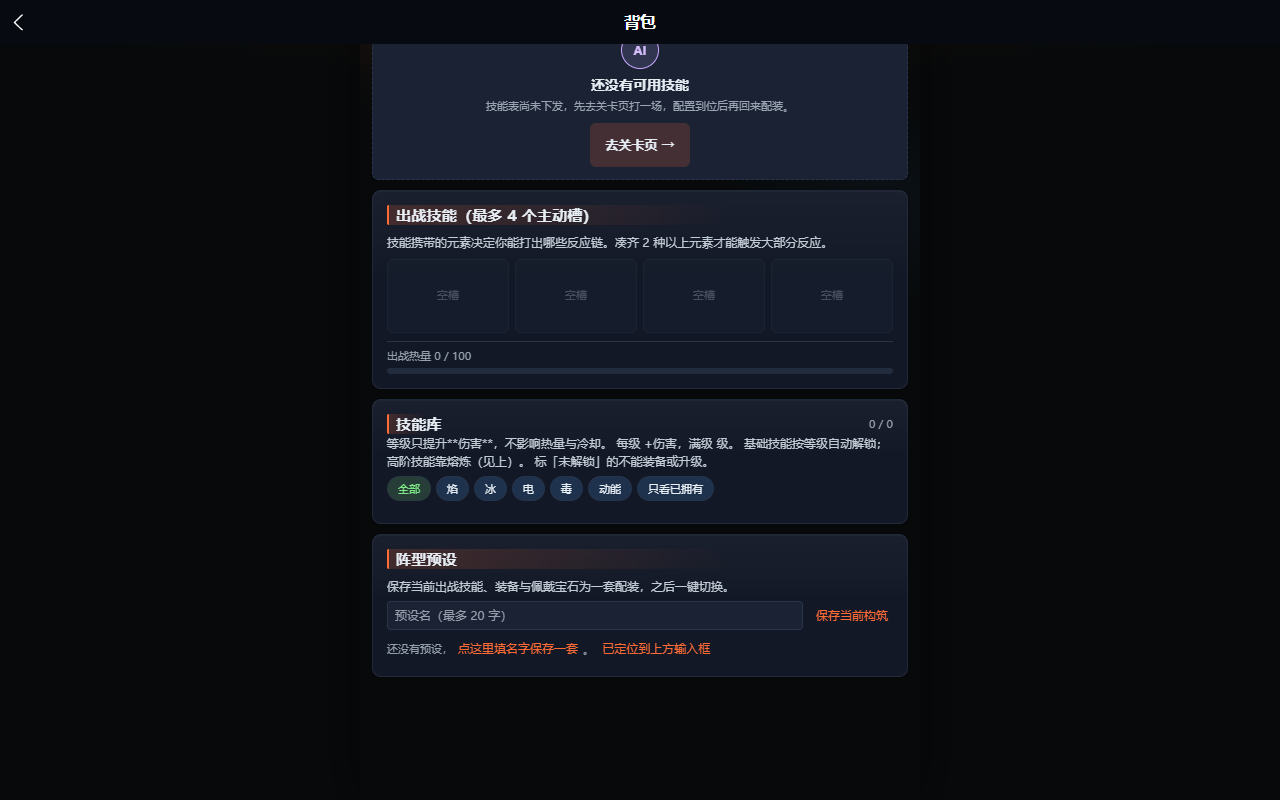 背包
AI
还没有可用技能
技能表尚未下发，先去关卡页打一场，配置到位后再回来配装。
去关卡页 →
出战技能（最多 4 个主动槽）
技能携带的元素决定你能打出哪些反应链。凑齐 2 种以上元素才能触发大部分反应。
空槽 空槽 空槽 空槽
出战热量 0 / 100
技能库 0 / 0
等级只提升**伤害**，不影响热量与冷却。 每级 +伤害，满级 级。 基础技能按等级自动解锁；
高阶技能靠熔炼（见上）。 标「未解锁」的不能装备或升级。
全部 焰 冰 电 毒 动能 只看已拥有
阵型预设
保存当前出战技能、装备与佩戴宝石为一套配装，之后一键切换。
预设名（最多 20 字） 保存当前构筑
还没有预设， 点这里填名字保存一套 。 已定位到上方输入框